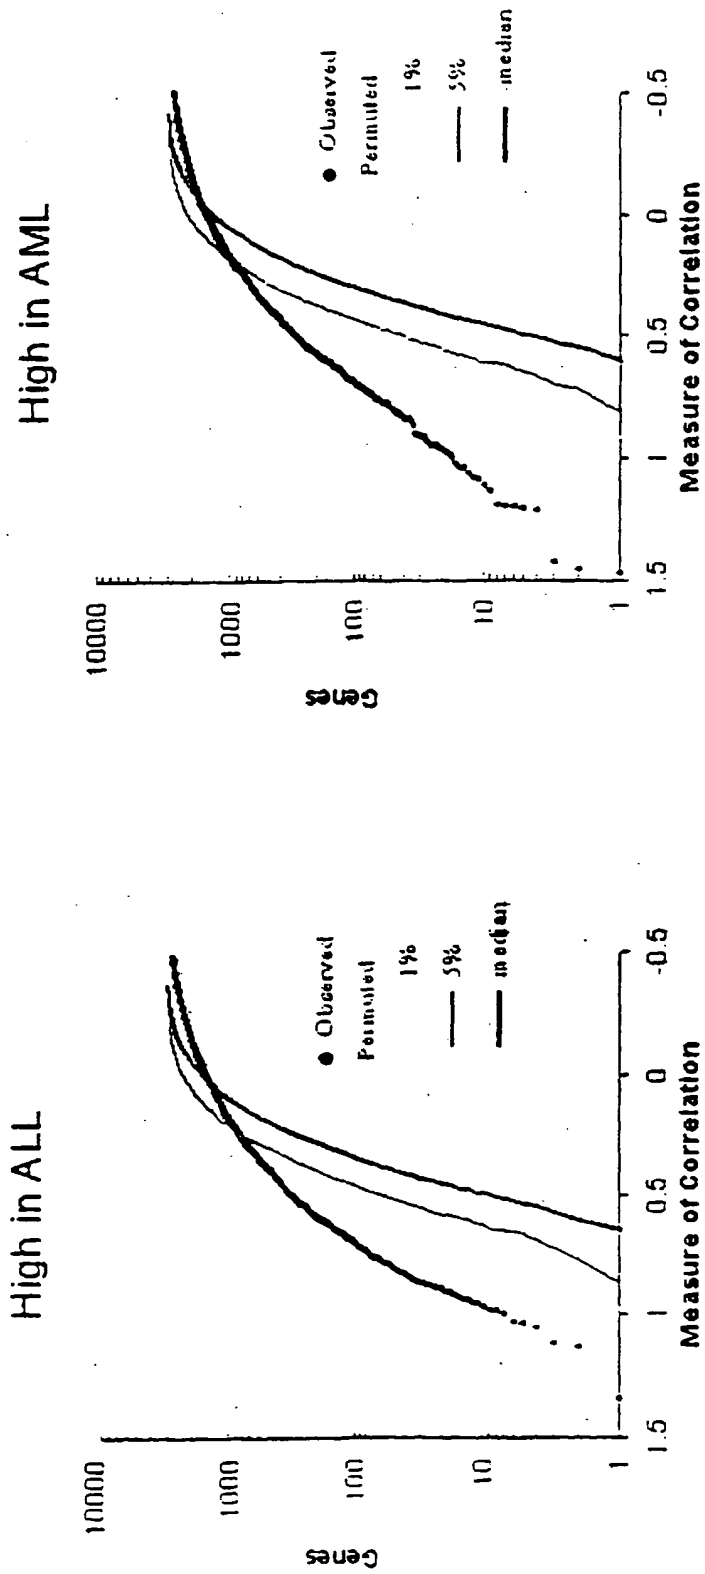 High in ALL
Genes
10000
1000
100
10
1
1.5
1
0.5
0
-0.5
Measure of Correlation
Observed
Permuted
1%
5%
median
High in AML
Genes
10000
1000
100
10
1
1.5
1
0.5
0
-0.5
Measure of Correlation
Observed
Permuted
1%
5%
median